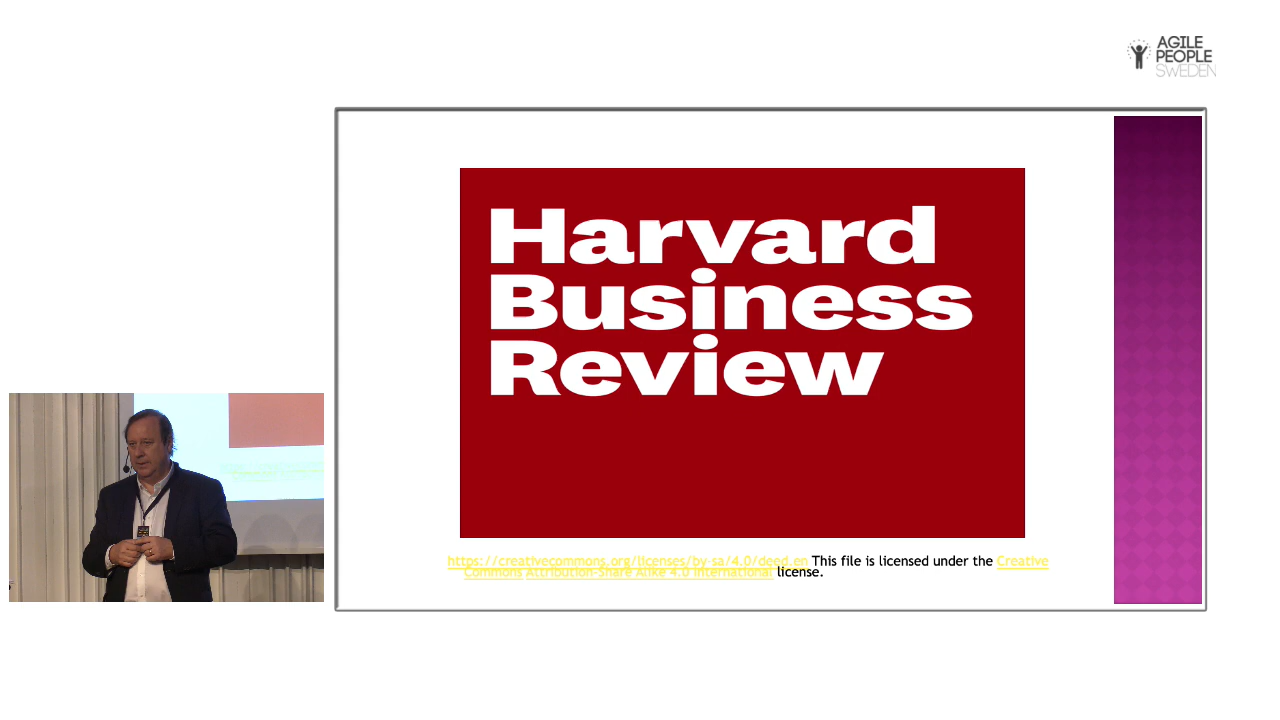 AGILE
PEOPLE
SWEDEN
Harvard
Business
Review
https://creativecommons.org/licenses/by-sa/4.0/deed.en This file is licensed under the Creative
Commons Attribution-Share Alike 4.0 International license.